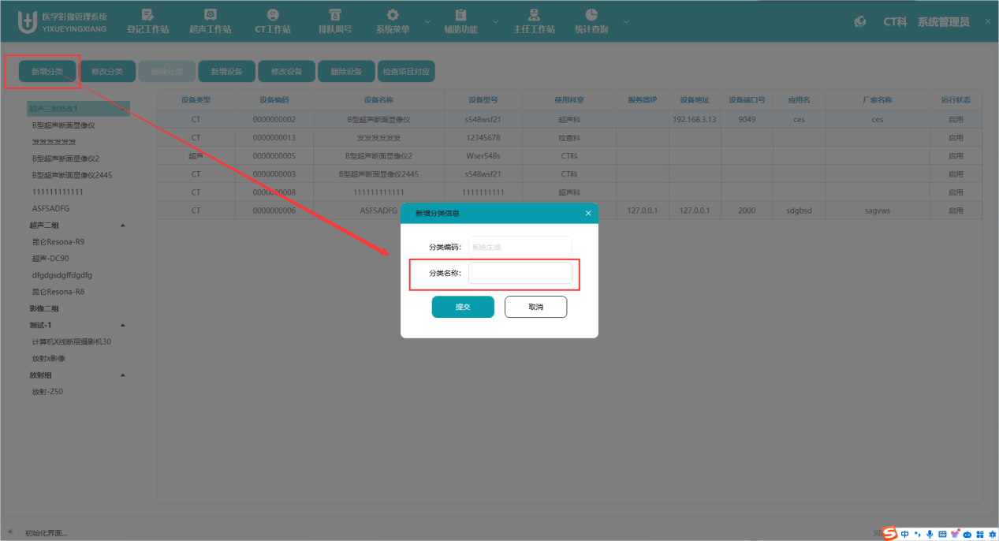 医学影像管理系统
YIXUEYINGXIANG
登记工作站 超声工作站 CT工作站 排队叫号 系统菜单 辅助功能 主任工作站 统计查询
CT科 系统管理员
新增分类 修改分类 删除分类 新增设备 修改设备 删除设备 检查项目对应
超声三组修改1
B型超声断面显像仪
发发发发发发
B型超声断面显像仪2
B型超声断面显像仪2445
111111111111
ASFSADFG
超声二组
昆仑Resona-R9
超声-DC90
dfgdgsdgffdgdfg
昆仑Resona-R8
影像二组
测试-1
计算机X线断层摄影机30
放射x影像
放射组
放射-Z50
设备类型 设备编码 设备名称 设备型号 使用科室 服务器IP 设备地址 设备端口号 应用名 厂家名称 运行状态
CT 0000000002 B型超声断面显像仪 s548wsf21 超声科 192.168.3.13 9049 ces ces 启用
CT 0000000013 发发发发发发 12345678 检查科 启用
超声 0000000005 B型超声断面显像仪2 Wser548s CT科 启用
CT 0000000003 B型超声断面显像仪2445 s548wsf21 CT科 启用
CT 0000000008 111111111111 1111111111 超声科 启用
CT 0000000006 ASFSADFG 127.0.0.1 127.0.0.1 2000 sdgbsd sagvws 启用
新增分类信息
分类编码： 系统生成
分类名称：
提交 取消
初始化界面...
中